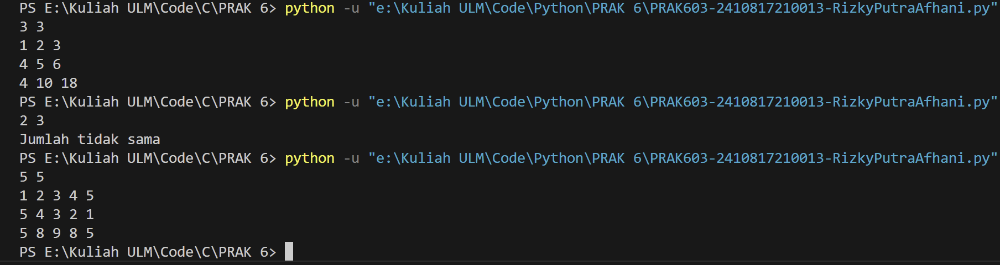 PS E:\Kuliah ULM\Code\C\PRAK 6> python -u "e:\Kuliah ULM\Code\Python\PRAK 6\PRAK603-2410817210013-RizkyPutraAfhani.py"
3 3
1 2 3
4 5 6
4 10 18
PS E:\Kuliah ULM\Code\C\PRAK 6> python -u "e:\Kuliah ULM\Code\Python\PRAK 6\PRAK603-2410817210013-RizkyPutraAfhani.py"
2 3
Jumlah tidak sama
PS E:\Kuliah ULM\Code\C\PRAK 6> python -u "e:\Kuliah ULM\Code\Python\PRAK 6\PRAK603-2410817210013-RizkyPutraAfhani.py"
5 5
1 2 3 4 5
5 4 3 2 1
5 8 9 8 5
PS E:\Kuliah ULM\Code\C\PRAK 6>